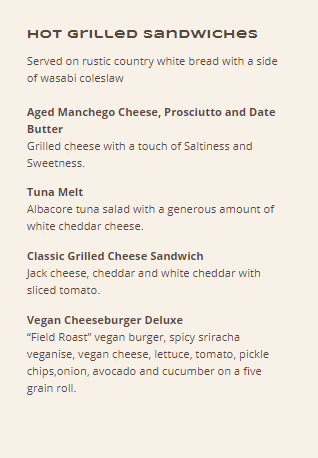 Hot Grilled Sandwiches
Served on rustic country white bread with a side
of wasabi coleslaw
Aged Manchego Cheese, Prosciutto and Date
Butter
Grilled cheese with a touch of Saltiness and
Sweetness.
Tuna Melt
Albacore tuna salad with a generous amount of
white cheddar cheese.
Classic Grilled Cheese Sandwich
Jack cheese, cheddar and white cheddar with
sliced tomato.
Vegan Cheeseburger Deluxe
“Field Roast” vegan burger, spicy sriracha
veganise, vegan cheese, lettuce, tomato, pickle
chips,onion, avocado and cucumber on a five
grain roll.